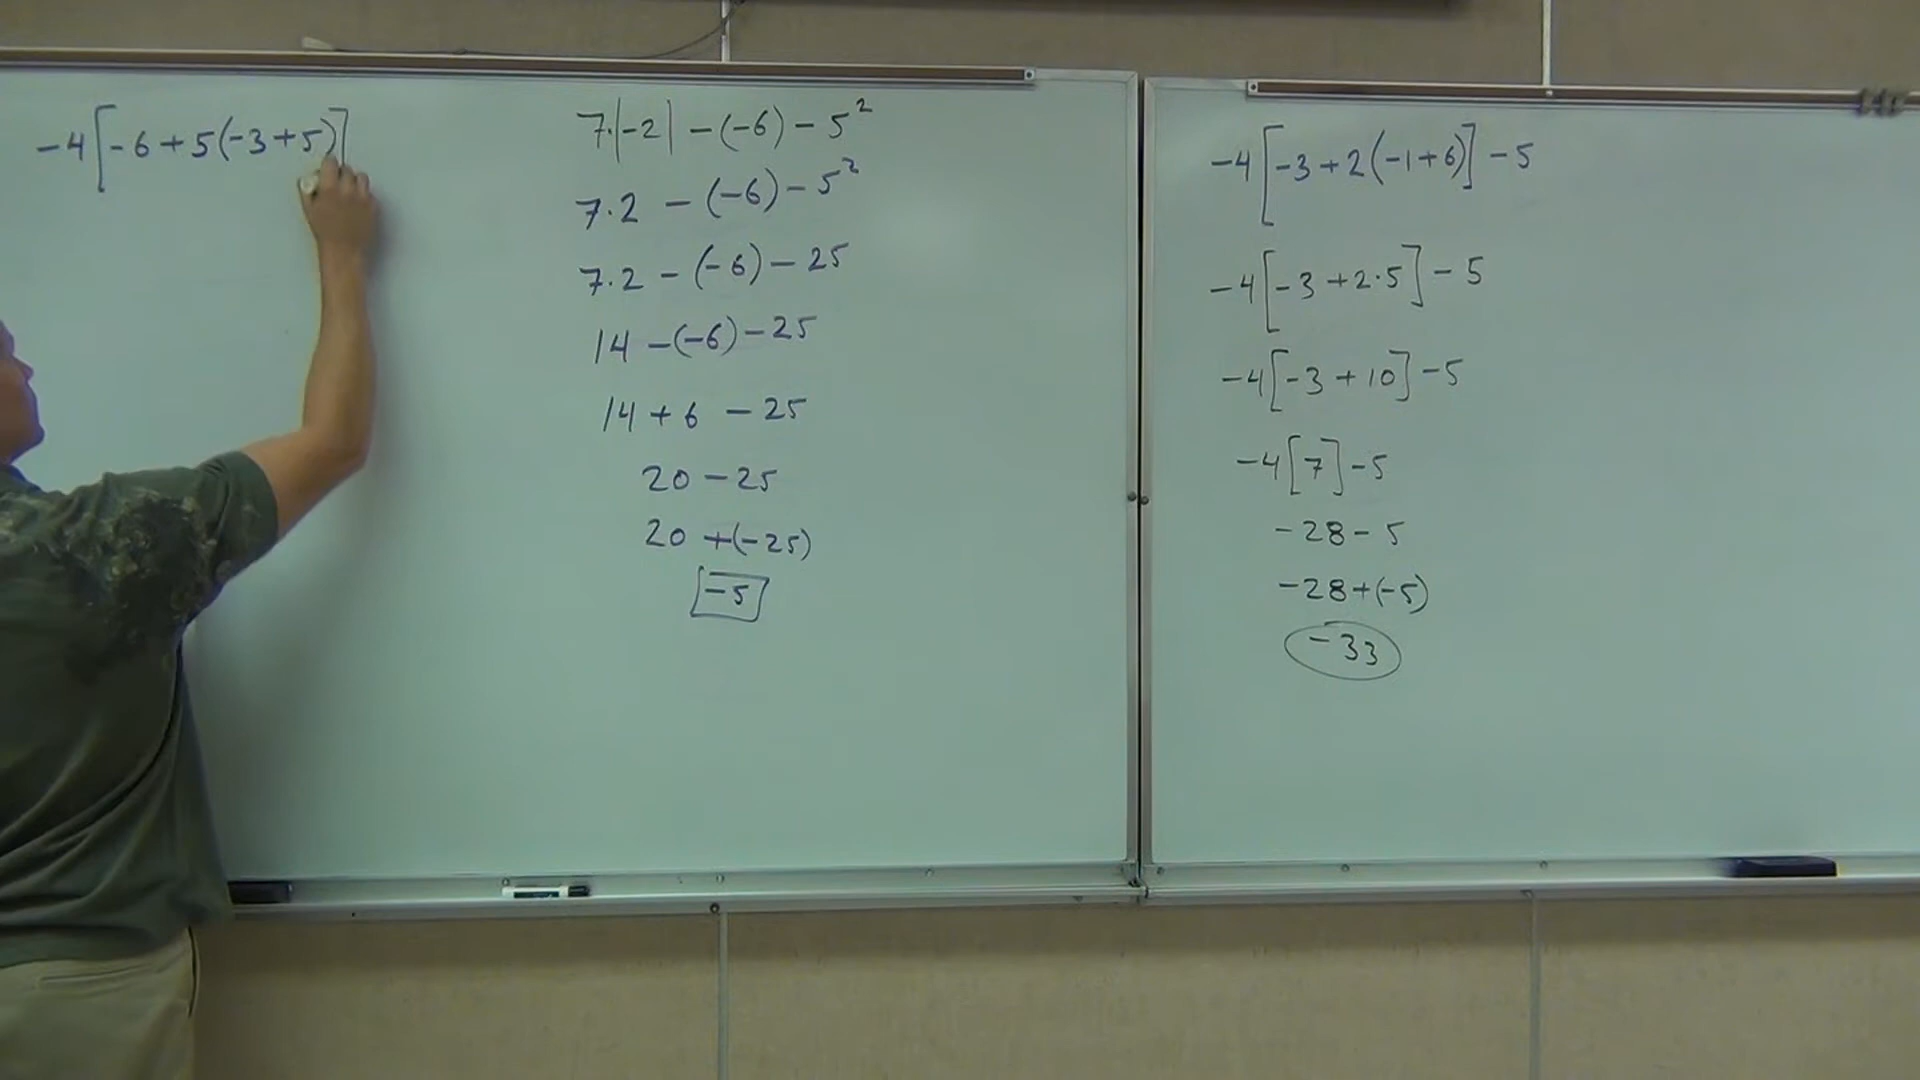 -4[-6+5(-3+5)]
7·|-2| -(-6) - 5²
7·2 - (-6) - 5²
7·2 - (-6) - 25
14 -(-6) - 25
14 + 6 - 25
20 - 25
20 +(-25)
-5
-4[-3+2(-1+6)] - 5
-4[-3+2·5] - 5
-4[-3+10] - 5
-4[7] - 5
-28 - 5
-28+(-5)
-33